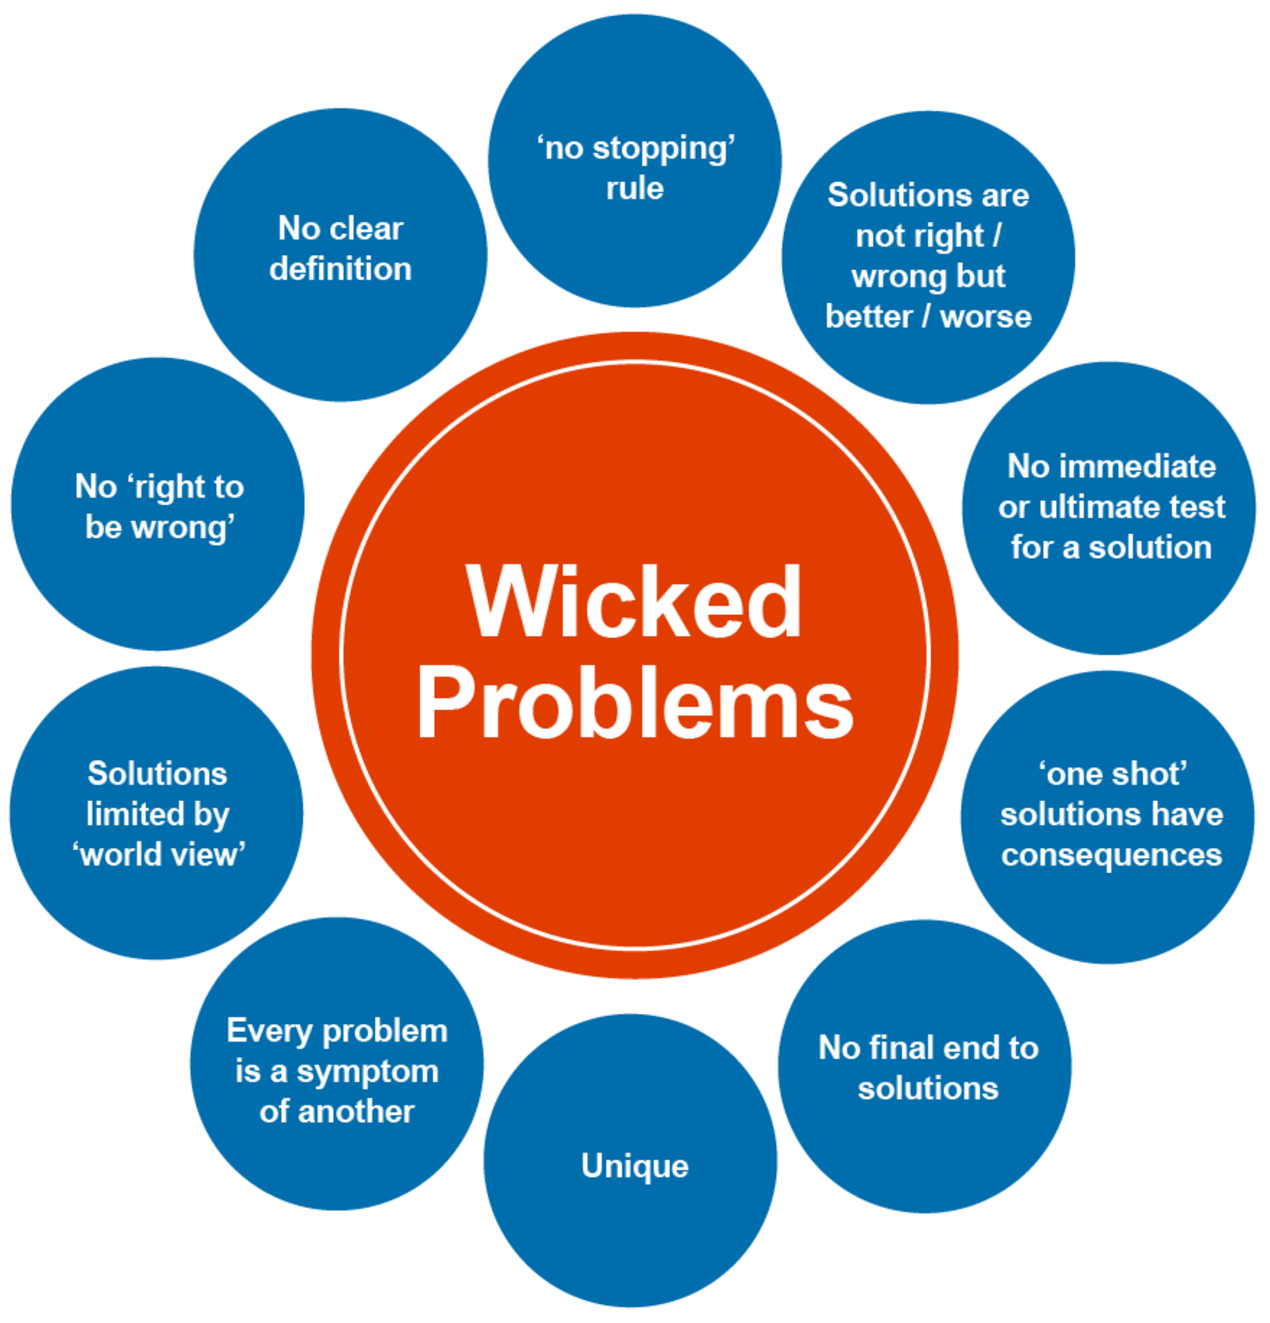 ‘no stopping’
rule
Solutions are
not right /
wrong but
better / worse
No immediate
or ultimate test
for a solution
‘one shot’
solutions have
consequences
No final end to
solutions
Unique
Every problem
is a symptom
of another
Solutions
limited by
‘world view’
No ‘right to
be wrong’
No clear
definition
Wicked
Problems